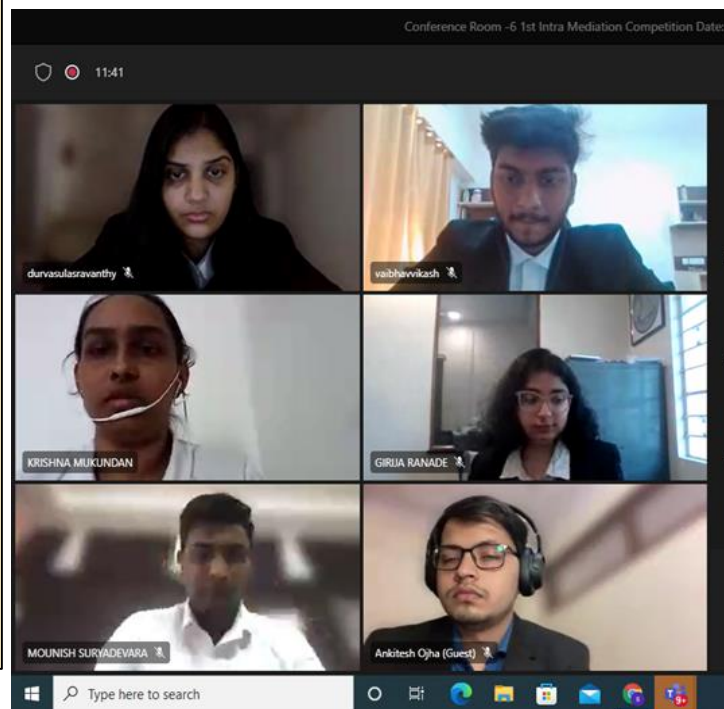 Conference Room -6 1st Intra Mediation Competition Date:
11:41
durvasulasravanthy
vaibhavvikash
KRISHNA MUKUNDAN
GIRIJA RANADE
MOUNISH SURYADEVARA
Ankitesh Ojha (Guest)
Type here to search
9+